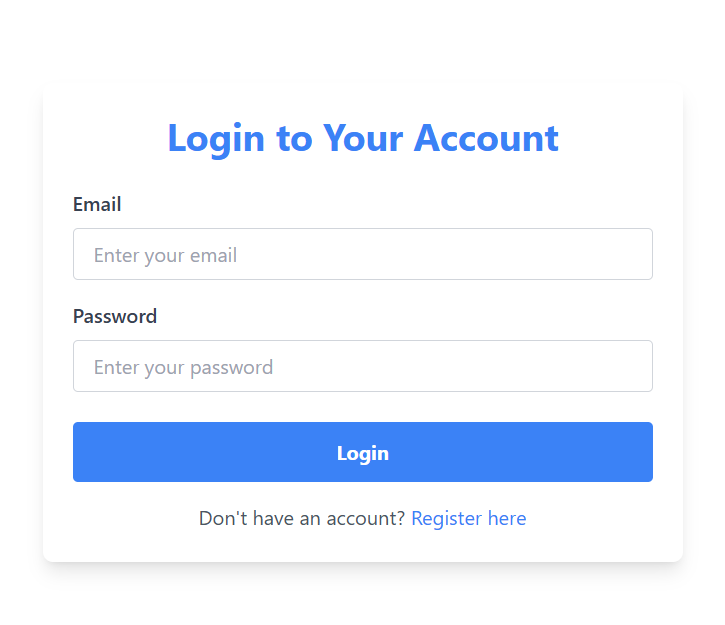 Login to Your Account
Email
Enter your email
Password
Enter your password
Login
Don't have an account? Register here